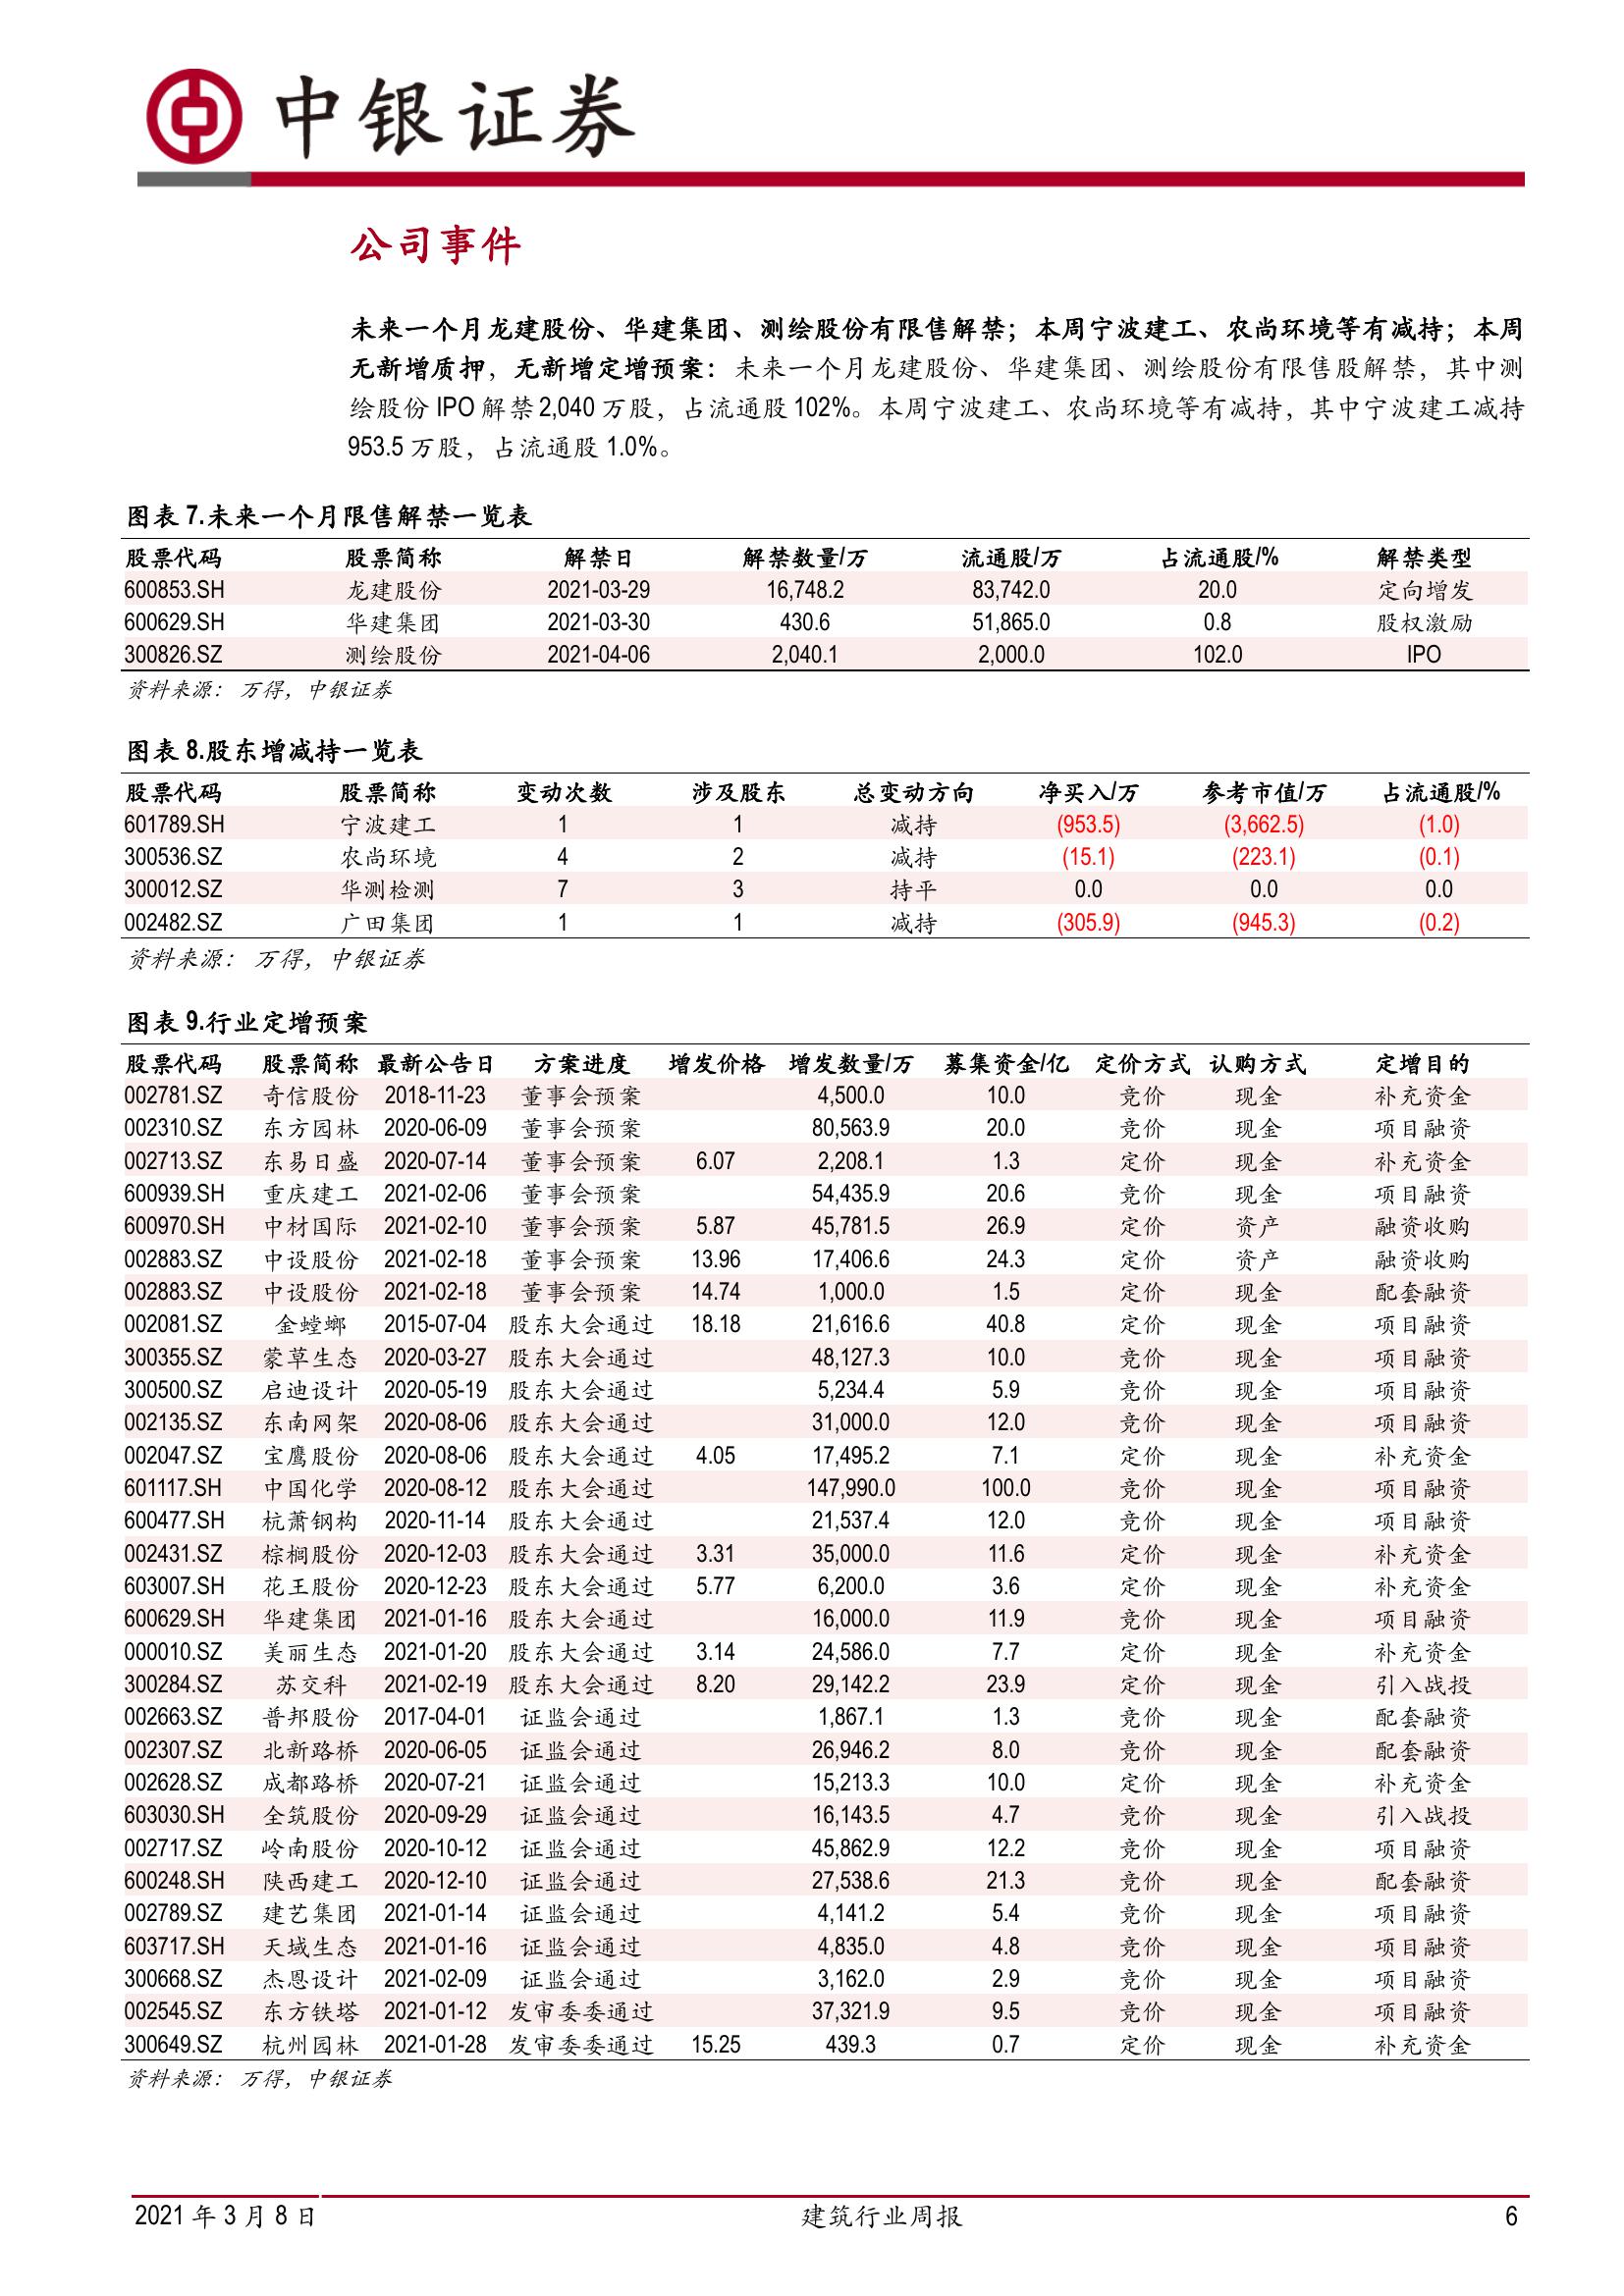 中银证券
公司事件
未来一个月龙建股份、华建集团、测绘股份有限售解禁；本周宁波建工、农尚环境等有减持；本周
无新增质押，无新增定增预案：未来一个月龙建股份、华建集团、测绘股份有限售股解禁，其中测
绘股份 IPO 解禁 2,040 万股，占流通股 102%。本周宁波建工、农尚环境等有减持，其中宁波建工减持
953.5 万股，占流通股 1.0%。
图表 7.未来一个月限售解禁一览表
股票代码 股票简称 解禁日 解禁数量/万 流通股/万 占流通股/% 解禁类型
600853.SH 龙建股份 2021-03-29 16,748.2 83,742.0 20.0 定向增发
600629.SH 华建集团 2021-03-30 430.6 51,865.0 0.8 股权激励
300826.SZ 测绘股份 2021-04-06 2,040.1 2,000.0 102.0 IPO
资料来源：万得，中银证券
图表 8.股东增减持一览表
股票代码 股票简称 变动次数 涉及股东 总变动方向 净买入/万 参考市值/万 占流通股/%
601789.SH 宁波建工 1 1 减持 (953.5) (3,662.5) (1.0)
300536.SZ 农尚环境 4 2 减持 (15.1) (223.1) (0.1)
300012.SZ 华测检测 7 3 持平 0.0 0.0 0.0
002482.SZ 广田集团 1 1 减持 (305.9) (945.3) (0.2)
资料来源：万得，中银证券
图表 9.行业定增预案
股票代码 股票简称 最新公告日 方案进度 增发价格 增发数量/万 募集资金/亿 定价方式 认购方式 定增目的
002781.SZ 奇信股份 2018-11-23 董事会预案 4,500.0 10.0 竞价 现金 补充资金
002310.SZ 东方园林 2020-06-09 董事会预案 80,563.9 20.0 竞价 现金 项目融资
002713.SZ 东易日盛 2020-07-14 董事会预案 6.07 2,208.1 1.3 定价 现金 补充资金
600939.SH 重庆建工 2021-02-06 董事会预案 54,435.9 20.6 竞价 现金 项目融资
600970.SH 中材国际 2021-02-10 董事会预案 5.87 45,781.5 26.9 定价 资产 融资收购
002883.SZ 中设股份 2021-02-18 董事会预案 13.96 17,406.6 24.3 定价 资产 融资收购
002883.SZ 中设股份 2021-02-18 董事会预案 14.74 1,000.0 1.5 定价 现金 配套融资
002081.SZ 金螳螂 2015-07-04 股东大会通过 18.18 21,616.6 40.8 定价 现金 项目融资
300355.SZ 蒙草生态 2020-03-27 股东大会通过 48,127.3 10.0 竞价 现金 项目融资
300500.SZ 启迪设计 2020-05-19 股东大会通过 5,234.4 5.9 竞价 现金 项目融资
002135.SZ 东南网架 2020-08-06 股东大会通过 31,000.0 12.0 竞价 现金 项目融资
002047.SZ 宝鹰股份 2020-08-06 股东大会通过 4.05 17,495.2 7.1 定价 现金 补充资金
601117.SH 中国化学 2020-08-12 股东大会通过 147,990.0 100.0 竞价 现金 项目融资
600477.SH 杭萧钢构 2020-11-14 股东大会通过 21,537.4 12.0 竞价 现金 项目融资
002431.SZ 棕榈股份 2020-12-03 股东大会通过 3.31 35,000.0 11.6 定价 现金 补充资金
603007.SH 花王股份 2020-12-23 股东大会通过 5.77 6,200.0 3.6 定价 现金 补充资金
600629.SH 华建集团 2021-01-16 股东大会通过 16,000.0 11.9 竞价 现金 项目融资
000010.SZ 美丽生态 2021-01-20 股东大会通过 3.14 24,586.0 7.7 定价 现金 补充资金
300284.SZ 苏交科 2021-02-19 股东大会通过 8.20 29,142.2 23.9 定价 现金 引入战投
002663.SZ 普邦股份 2017-04-01 证监会通过 1,867.1 1.3 竞价 现金 配套融资
002307.SZ 北新路桥 2020-06-05 证监会通过 26,946.2 8.0 竞价 现金 配套融资
002628.SZ 成都路桥 2020-07-21 证监会通过 15,213.3 10.0 定价 现金 补充资金
603030.SH 全筑股份 2020-09-29 证监会通过 16,143.5 4.7 竞价 现金 引入战投
002717.SZ 岭南股份 2020-10-12 证监会通过 45,862.9 12.2 竞价 现金 项目融资
600248.SH 陕西建工 2020-12-10 证监会通过 27,538.6 21.3 竞价 现金 配套融资
002789.SZ 建艺集团 2021-01-14 证监会通过 4,141.2 5.4 竞价 现金 项目融资
603717.SH 天域生态 2021-01-16 证监会通过 4,835.0 4.8 竞价 现金 项目融资
300668.SZ 杰恩设计 2021-02-09 证监会通过 3,162.0 2.9 竞价 现金 项目融资
002545.SZ 东方铁塔 2021-01-12 发审委委通过 37,321.9 9.5 竞价 现金 项目融资
300649.SZ 杭州园林 2021-01-28 发审委委通过 15.25 439.3 0.7 定价 现金 补充资金
资料来源：万得，中银证券
2021 年 3 月 8 日 建筑行业周报 6